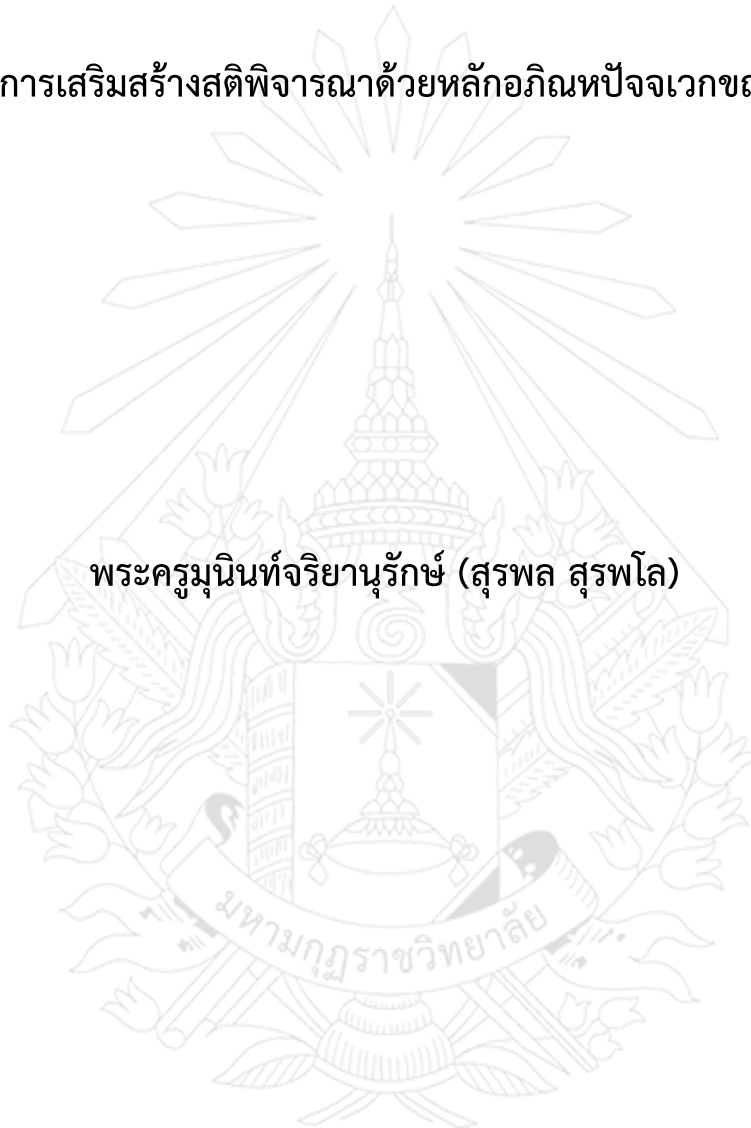 การเสริมสร้างสติพิจารณาด้วยหลักอภิณหปัจจเวกขณ
พระครูมุนินท์จริยานุรักษ์ (สุรพล สุรพโล)
มหามกุฏราชวิทยาลัย